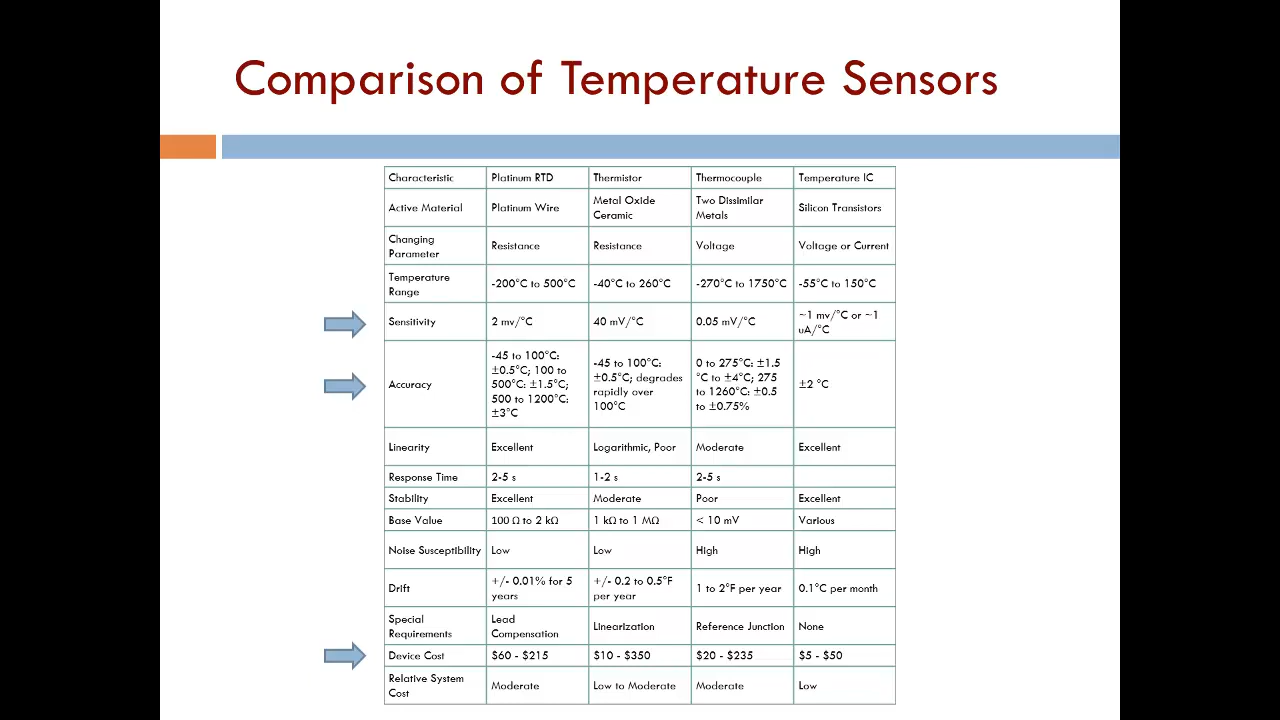 Comparison of Temperature Sensors
Characteristic Platinum RTD Thermistor Thermocouple Temperature IC
Active Material Platinum Wire Metal Oxide Ceramic Two Dissimilar Metals Silicon Transistors
Changing Parameter Resistance Resistance Voltage Voltage or Current
Temperature Range -200°C to 500°C -40°C to 260°C -270°C to 1750°C -55°C to 150°C
Sensitivity 2 mv/°C 40 mV/°C 0.05 mV/°C ~1 mv/°C or ~1 uA/°C
Accuracy -45 to 100°C: ±0.5°C; 100 to 500°C: ±1.5°C; 500 to 1200°C: ±3°C -45 to 100°C: ±0.5°C; degrades rapidly over 100°C 0 to 275°C: ±1.5 °C to ±4°C; 275 to 1260°C: ±0.5 to ±0.75% ±2 °C
Linearity Excellent Logarithmic, Poor Moderate Excellent
Response Time 2-5 s 1-2 s 2-5 s
Stability Excellent Moderate Poor Excellent
Base Value 100 Ω to 2 kΩ 1 kΩ to 1 MΩ < 10 mV Various
Noise Susceptibility Low Low High High
Drift +/- 0.01% for 5 years +/- 0.2 to 0.5°F per year 1 to 2°F per year 0.1°C per month
Special Requirements Lead Compensation Linearization Reference Junction None
Device Cost $60 - $215 $10 - $350 $20 - $235 $5 - $50
Relative System Cost Moderate Low to Moderate Moderate Low